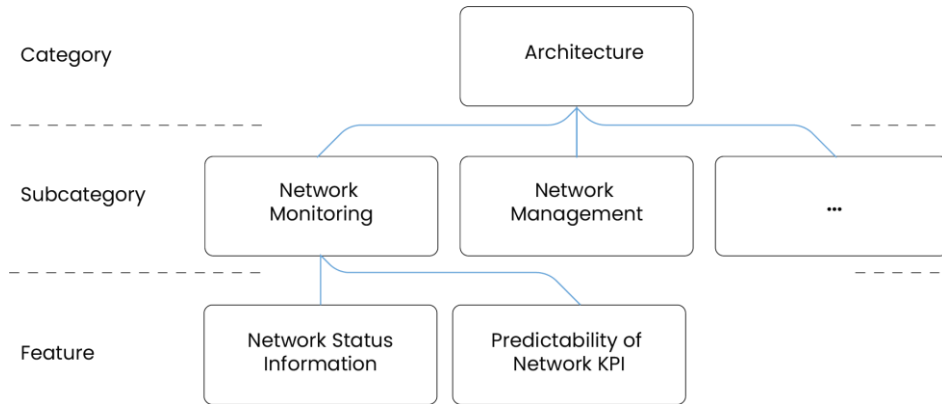 Category
Architecture
Subcategory
Network
Monitoring
Network
Management
...
Feature
Network Status
Information
Predictability of
Network KPI